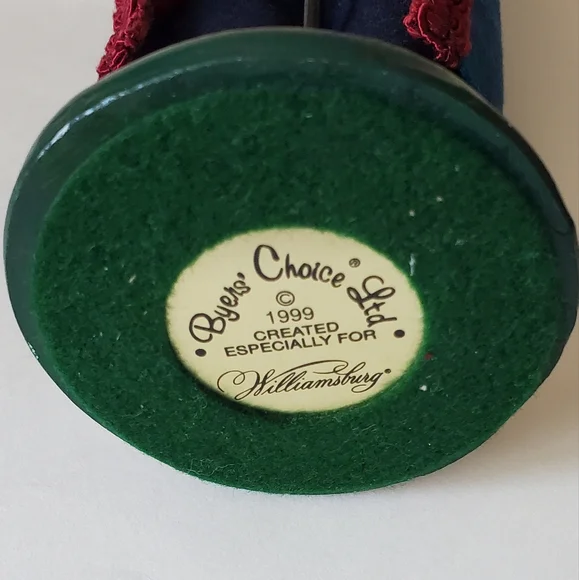 • Byers' Choice® Ltd •
©
1999
CREATED
ESPECIALLY FOR
Williamsburg®